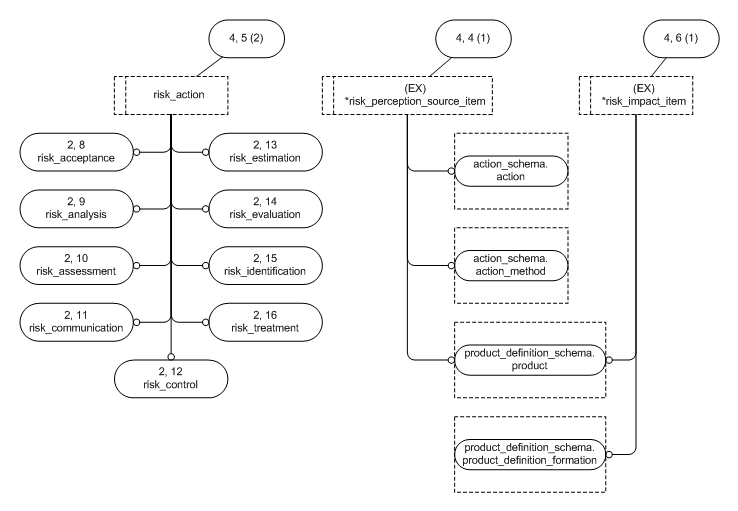 4, 5 (2)
4, 4 (1)
4, 6 (1)
risk_action
(EX)
*risk_perception_source_item
(EX)
*risk_impact_item
2, 8
risk_acceptance
2, 13
risk_estimation
action_schema.
action
2, 9
risk_analysis
2, 14
risk_evaluation
2, 10
risk_assessment
2, 15
risk_identification
action_schema.
action_method
2, 11
risk_communication
2, 16
risk_treatment
product_definition_schema.
product
2, 12
risk_control
product_definition_schema.
product_definition_formation